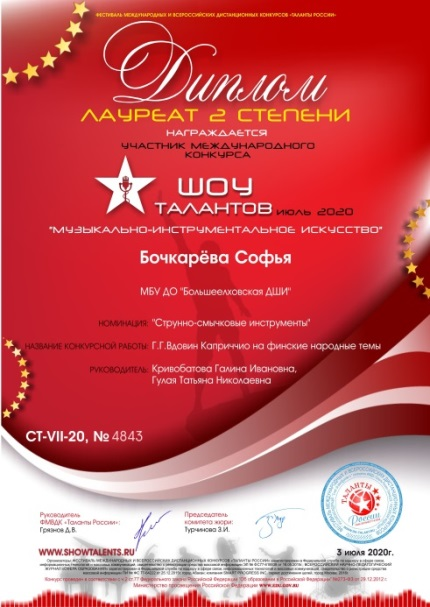 ФЕСТИВАЛЬ МЕЖДУНАРОДНЫХ И ВСЕРОССИЙСКИХ ДИСТАНЦИОННЫХ КОНКУРСОВ «ТАЛАНТЫ РОССИИ»
Диплом
ЛАУРЕАТ 2 СТЕПЕНИ
НАГРАЖДАЕТСЯ
УЧАСТНИК МЕЖДУНАРОДНОГО
КОНКУРСА
ШОУ
ТАЛАНТОВ ИЮЛЬ 2020
"МУЗЫКАЛЬНО-ИНСТРУМЕНТАЛЬНОЕ ИСКУССТВО"
Бочкарёва Софья
МБУ ДО "Большеелховская ДШИ"
НОМИНАЦИЯ: "Струнно-смычковые инструменты"
НАЗВАНИЕ КОНКУРСНОЙ РАБОТЫ: Г.Г.Вдовин Каприччио на финские народные темы
РУКОВОДИТЕЛЬ: Кривобатова Галина Ивановна,
Гулая Татьяна Николаевна
СТ-VII-20, № 4843
ТАЛАНТЫ
России
Руководитель
ФМВДК «Таланты России»:
Грязнов Д.В.
Председатель
комитета жюри:
Турчинова З.И.
WWW.SHOWTALENTS.RU
3 июля 2020г.